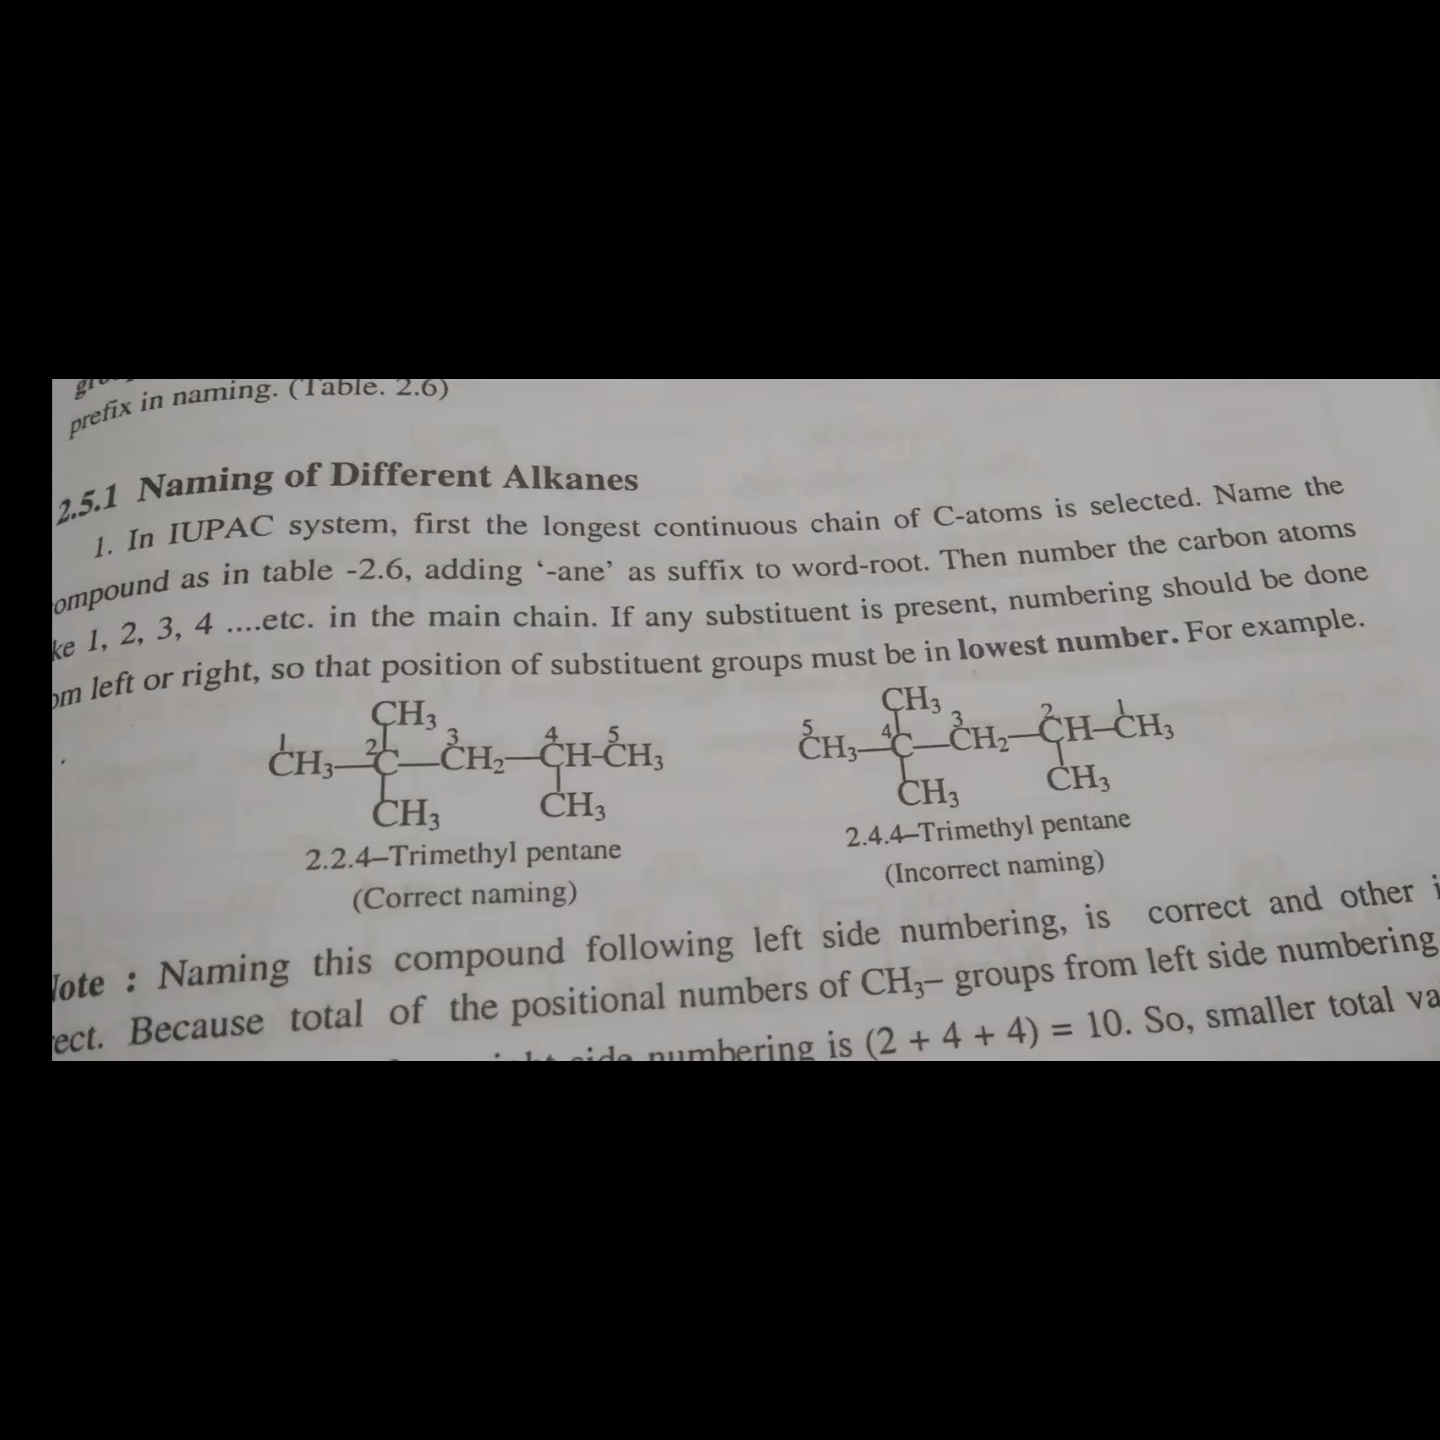 prefix in naming. (Table. 2.6)
2.5.1 Naming of Different Alkanes
1. In IUPAC system, first the longest continuous chain of C-atoms is selected. Name the
ompound as in table -2.6, adding ‘-ane’ as suffix to word-root. Then number the carbon atoms
ke 1, 2, 3, 4 ....etc. in the main chain. If any substituent is present, numbering should be done
om left or right, so that position of substituent groups must be in lowest number. For example.
CH₃ CH₃
1 2 3 4 5 5 4 3 2 1
CH₃—C—CH₂—CH-CH₃ CH₃—C—CH₂—CH–CH₃
CH₃ CH₃ CH₃ CH₃
2.2.4–Trimethyl pentane 2.4.4–Trimethyl pentane
(Correct naming) (Incorrect naming)
ote : Naming this compound following left side numbering, is correct and other i
ect. Because total of the positional numbers of CH₃– groups from left side numbering
side numbering is (2 + 4 + 4) = 10. So, smaller total va